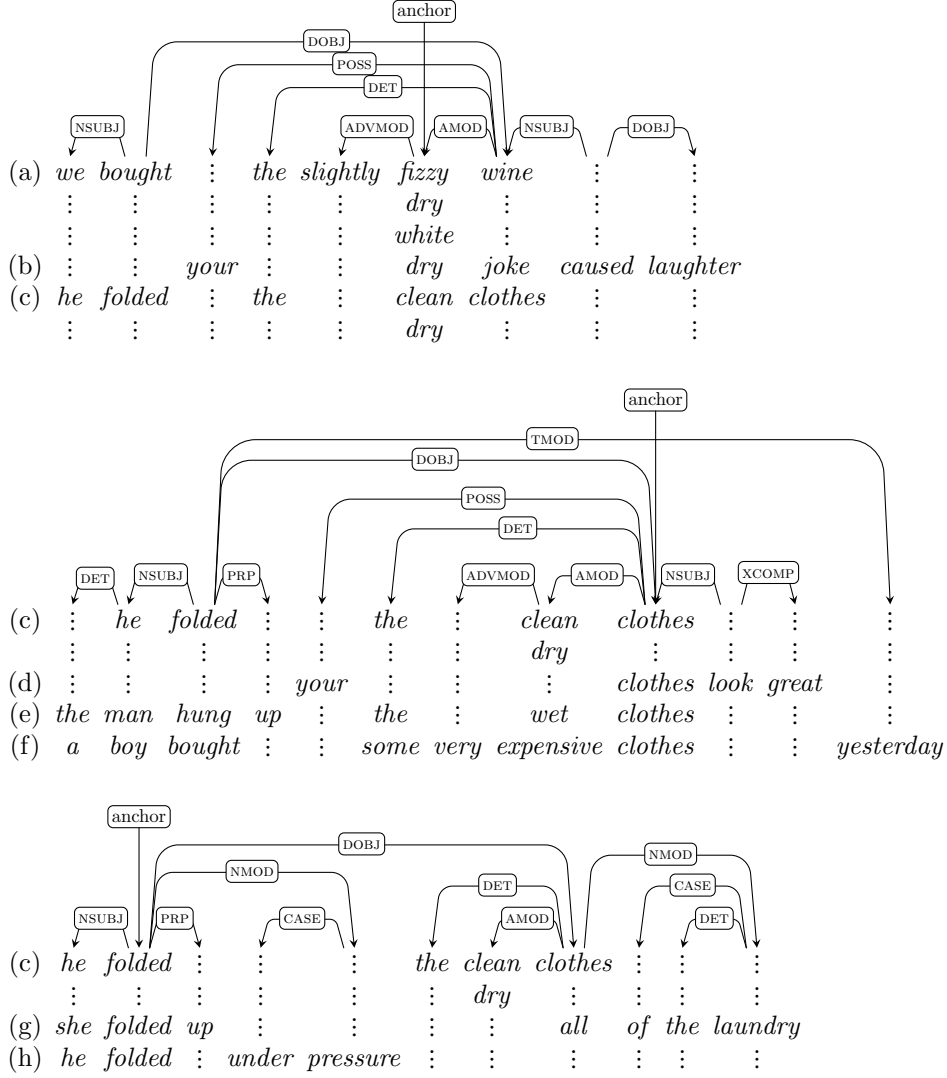 anchor
DOBJ
POSS
DET
NSUBJ ADVMOD AMOD NSUBJ DOBJ
(a) we bought ⋮ the slightly fizzy wine ⋮ ⋮
⋮ ⋮ ⋮ ⋮ ⋮ dry ⋮ ⋮ ⋮
⋮ ⋮ ⋮ ⋮ ⋮ white ⋮ ⋮ ⋮
(b) ⋮ ⋮ your ⋮ ⋮ dry joke caused laughter
(c) he folded ⋮ the ⋮ clean clothes ⋮ ⋮
⋮ ⋮ ⋮ ⋮ ⋮ dry ⋮ ⋮ ⋮
anchor
TMOD
DOBJ
POSS
DET
DET NSUBJ PRP ADVMOD AMOD NSUBJ XCOMP
(c) ⋮ he folded ⋮ ⋮ the ⋮ clean clothes ⋮ ⋮ ⋮
⋮ ⋮ ⋮ ⋮ ⋮ ⋮ ⋮ dry ⋮ ⋮ ⋮ ⋮
(d) ⋮ ⋮ ⋮ ⋮ your ⋮ ⋮ ⋮ clothes look great ⋮
(e) the man hung up ⋮ the ⋮ wet clothes ⋮ ⋮ ⋮
(f) a boy bought ⋮ ⋮ some very expensive clothes ⋮ ⋮ yesterday
anchor
DOBJ
NMOD
NMOD
DET CASE
NSUBJ PRP CASE AMOD DET
(c) he folded ⋮ ⋮ ⋮ the clean clothes ⋮ ⋮ ⋮
⋮ ⋮ ⋮ ⋮ ⋮ ⋮ dry ⋮ ⋮ ⋮ ⋮
(g) she folded up ⋮ ⋮ ⋮ ⋮ all of the laundry
(h) he folded ⋮ under pressure ⋮ ⋮ ⋮ ⋮ ⋮ ⋮